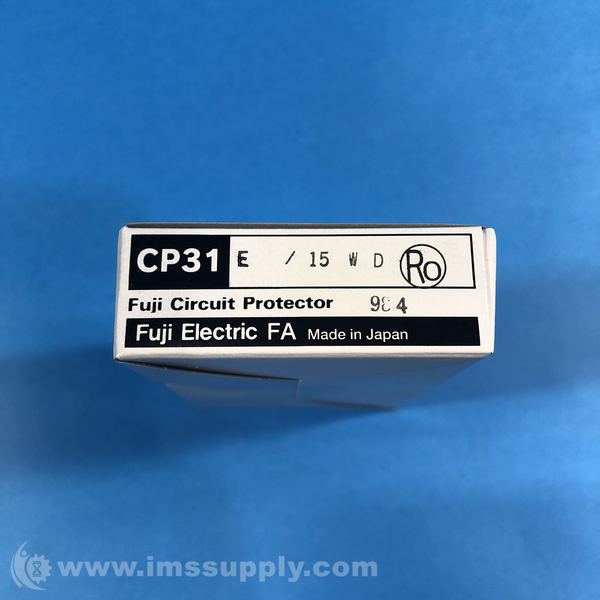 CP31 E / 15 W D Ro
Fuji Circuit Protector 984
Fuji Electric FA Made in Japan
www.imssupply.com